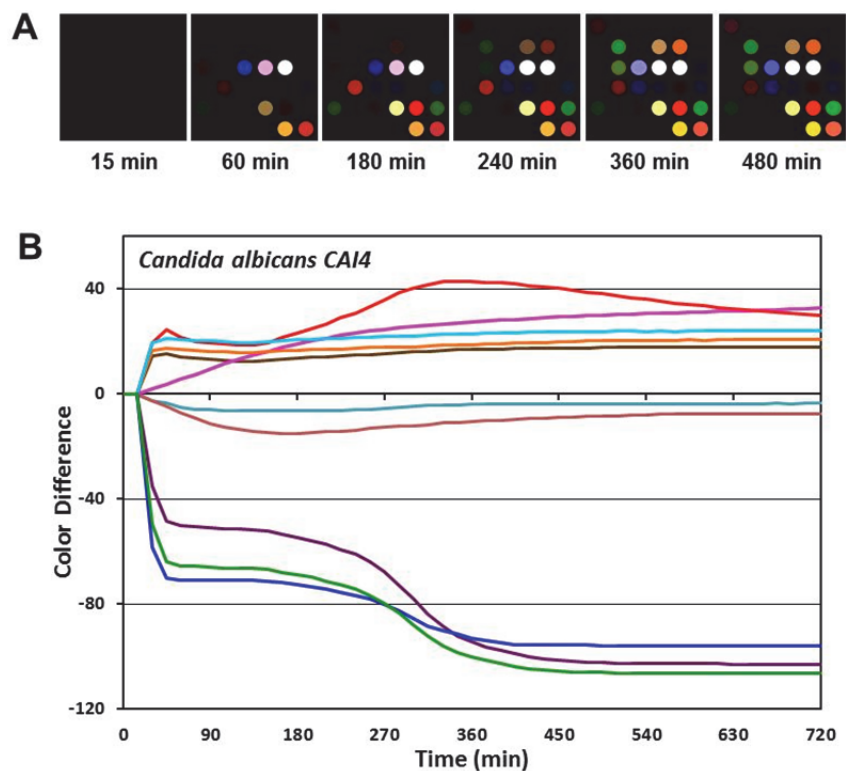 A
15 min 60 min 180 min 240 min 360 min 480 min
B
Candida albicans CAI4
Color Difference
40
0
-40
-80
-120
0 90 180 270 360 450 540 630 720
Time (min)